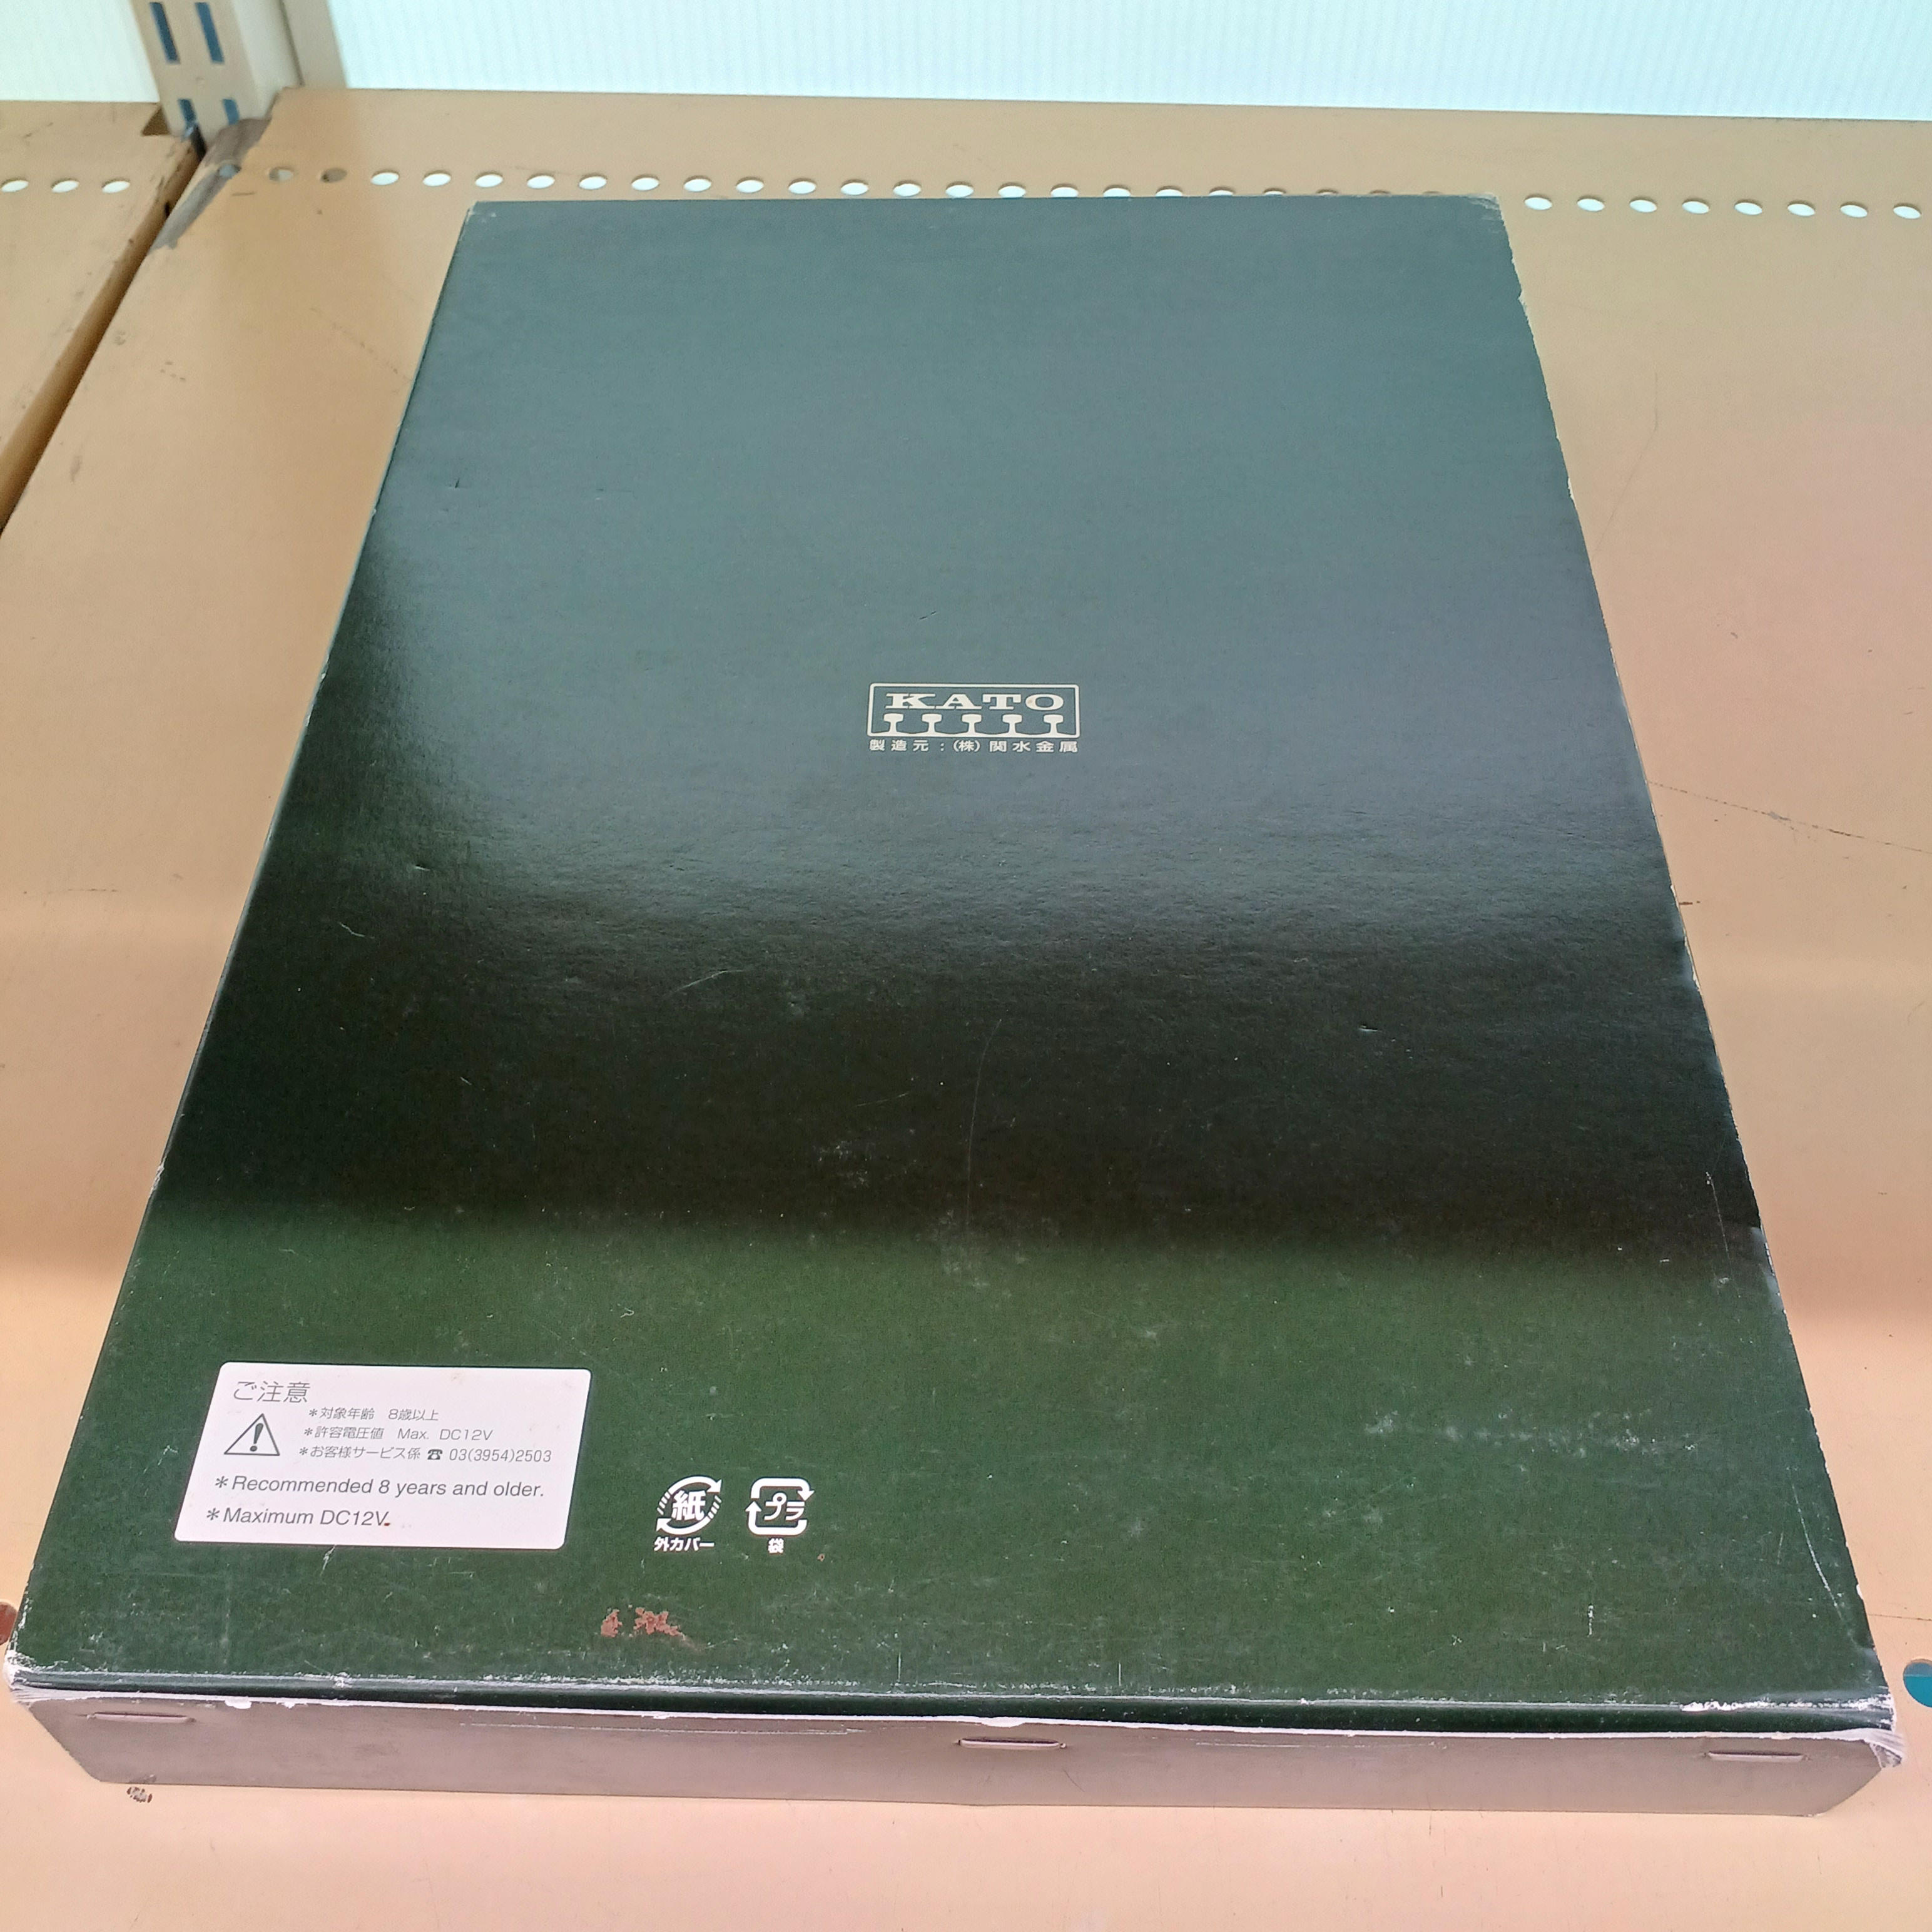 KATO
製造元:(株)関水金属
ご注意
*対象年齢 8歳以上
*許容電圧値 Max. DC12V
*お客様サービス係 ☎ 03(3954)2503
*Recommended 8 years and older.
*Maximum DC12V.
紙
外カバー
プラ
袋